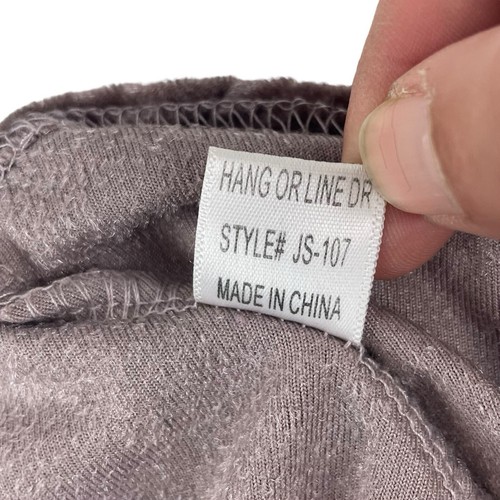 HANG OR LINE DR
STYLE# JS-107
MADE IN CHINA